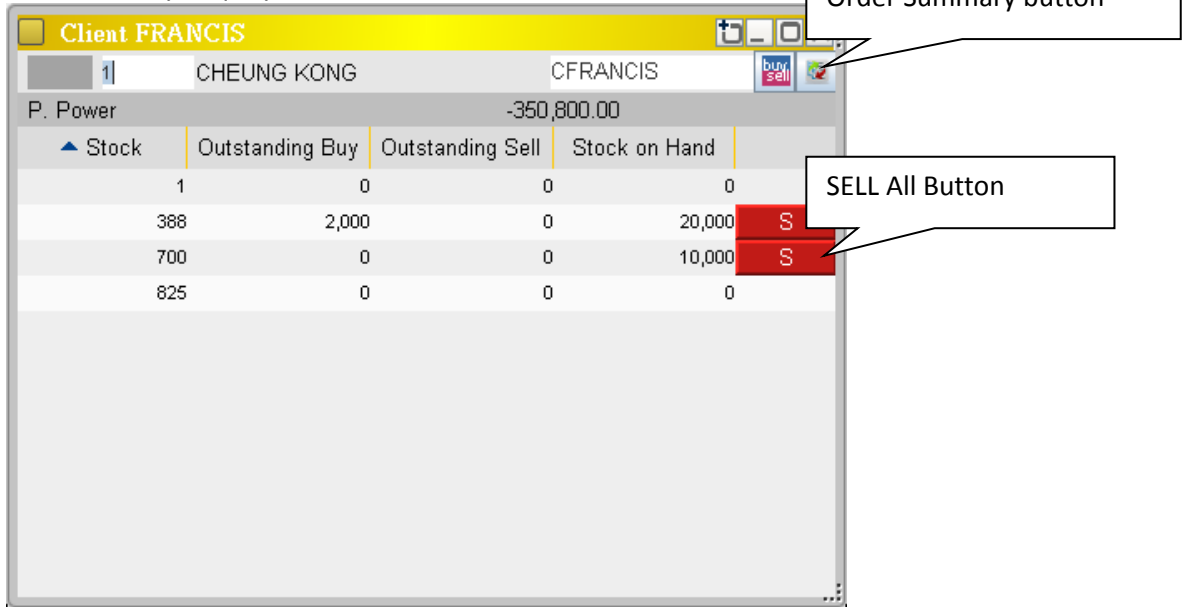 Order Summary button
Client FRANCIS
1 CHEUNG KONG CFRANCIS buy sell
P. Power -350,800.00
Stock Outstanding Buy Outstanding Sell Stock on Hand
1 0 0 0
SELL All Button
388 2,000 0 20,000 S
700 0 0 10,000 S
825 0 0 0